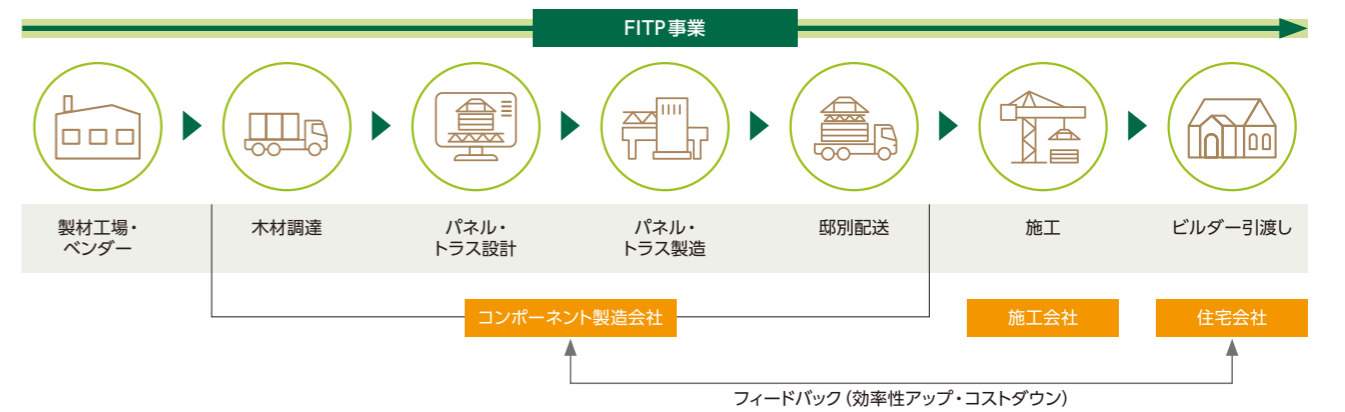 FITP事業
製材工場・
ベンダー
木材調達
パネル・
トラス設計
パネル・
トラス製造
邸別配送
施工
ビルダー引渡し
コンポーネント製造会社
施工会社
住宅会社
フィードバック（効率性アップ・コストダウン）